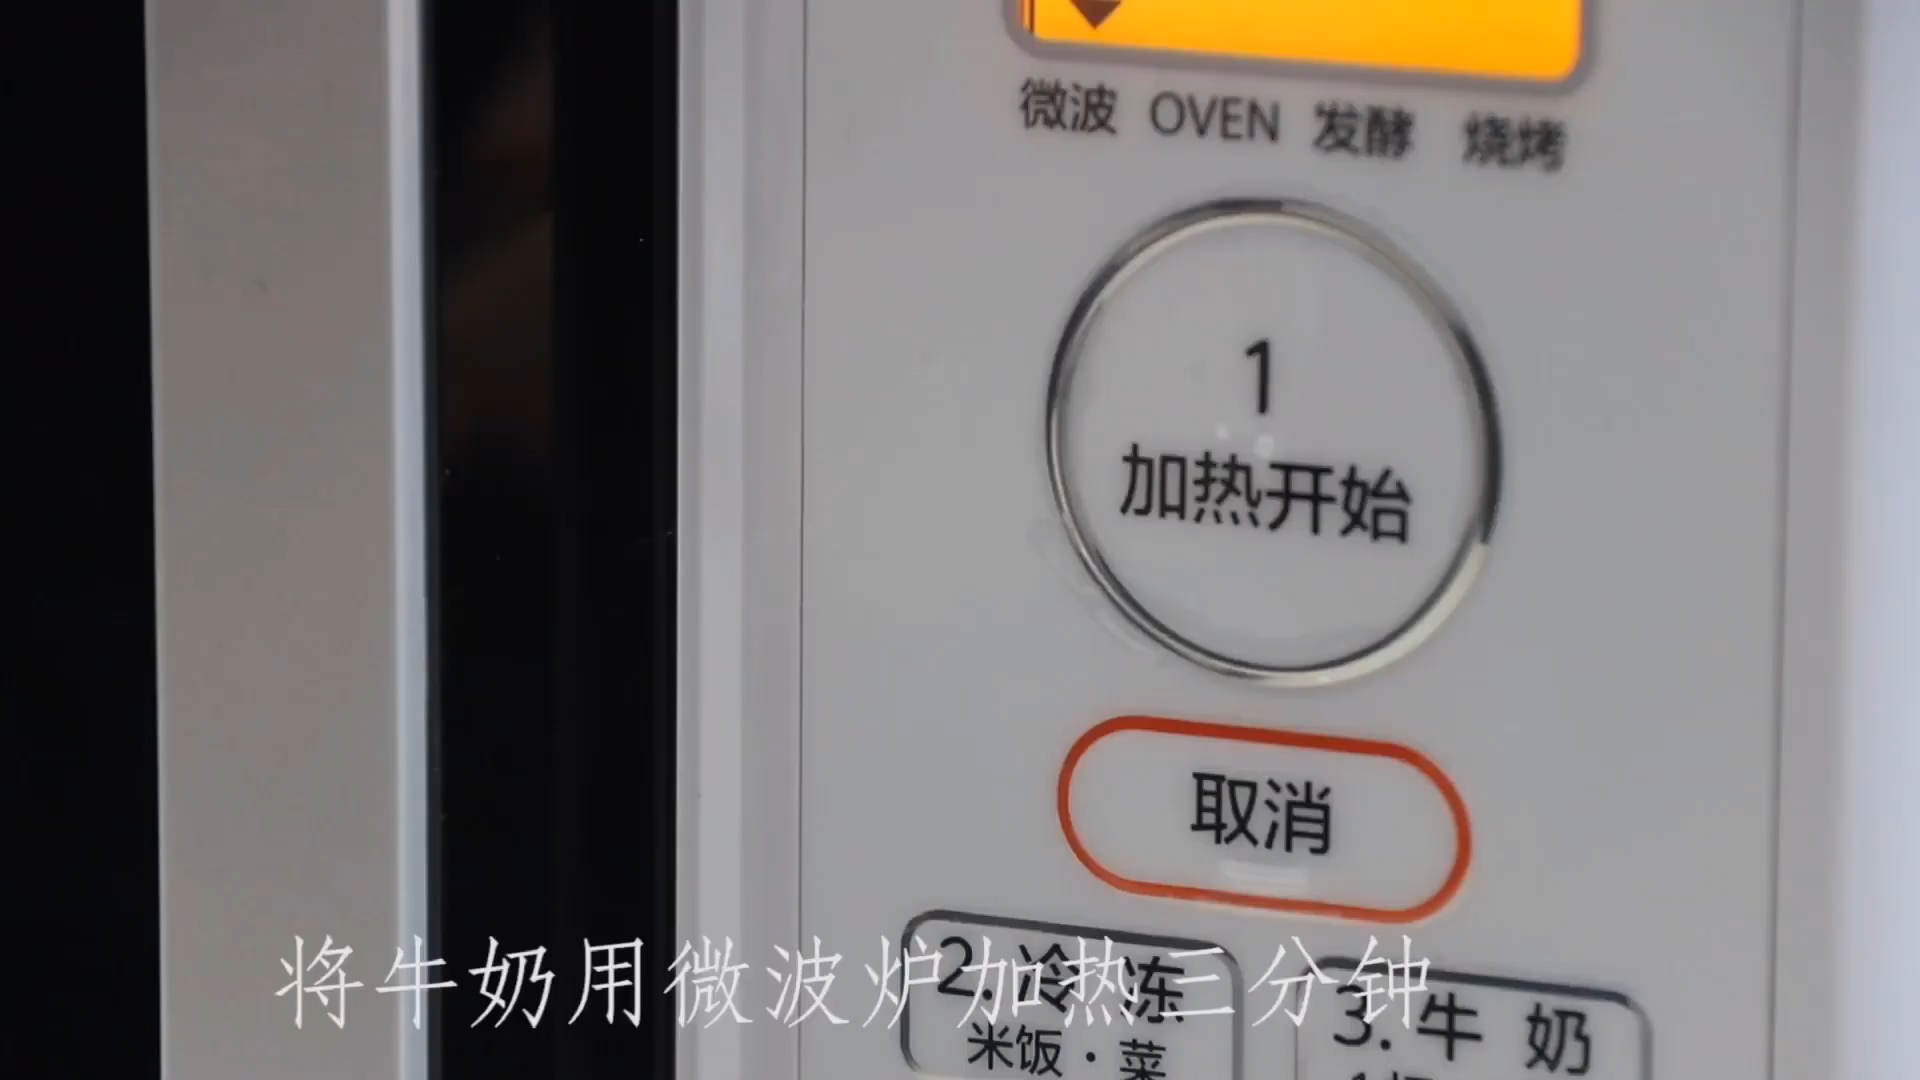 微波 OVEN 发酵 烧烤
1
加热开始
取消
2.冷冻
米饭·菜
3.牛奶
将牛奶用微波炉加热三分钟